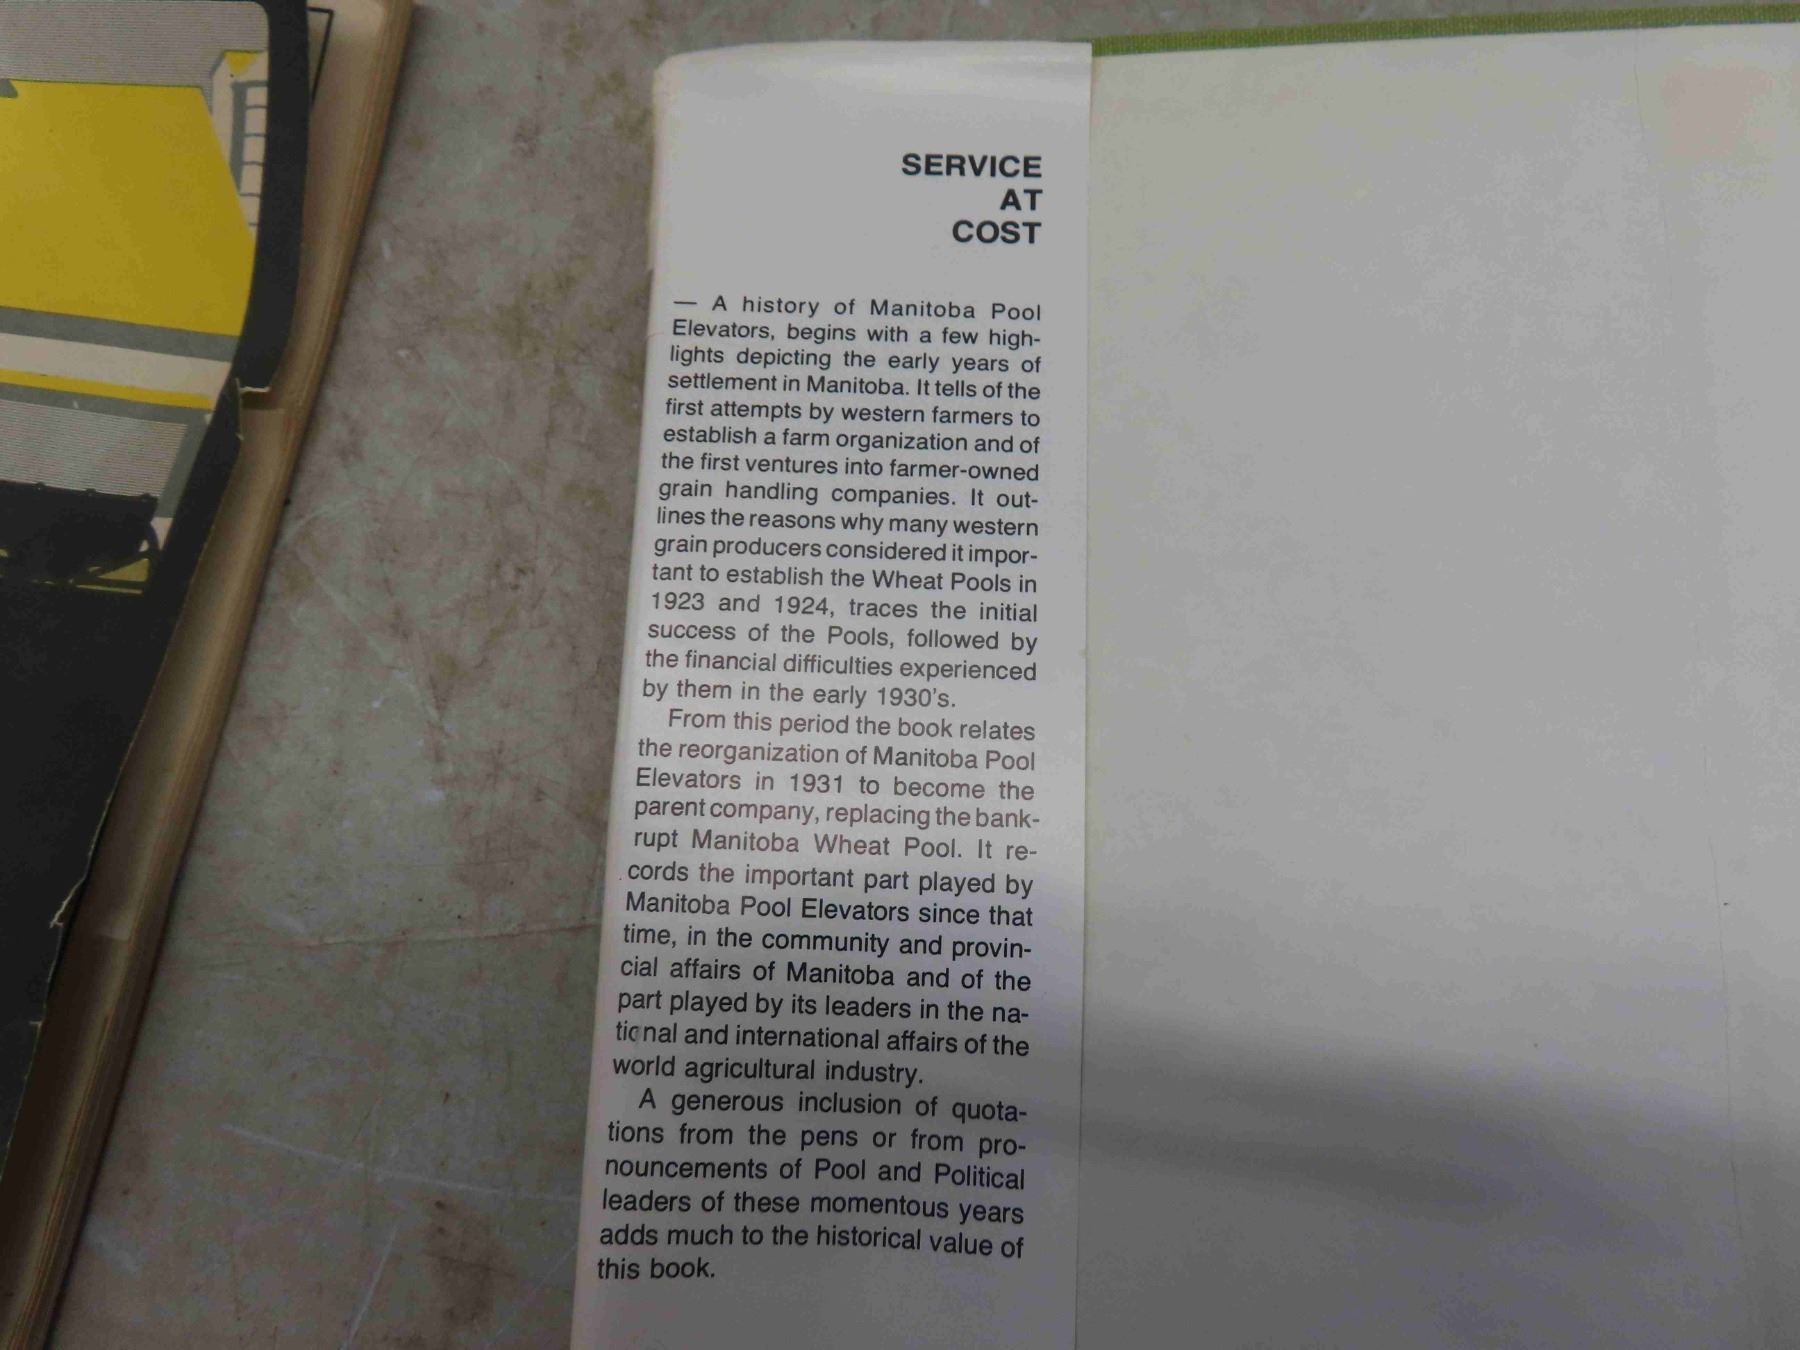 SERVICE
AT
COST
— A history of Manitoba Pool
Elevators, begins with a few high-
lights depicting the early years of
settlement in Manitoba. It tells of the
first attempts by western farmers to
establish a farm organization and of
the first ventures into farmer-owned
grain handling companies. It out-
lines the reasons why many western
grain producers considered it impor-
tant to establish the Wheat Pools in
1923 and 1924, traces the initial
success of the Pools, followed by
the financial difficulties experienced
by them in the early 1930's.
From this period the book relates
the reorganization of Manitoba Pool
Elevators in 1931 to become the
parent company, replacing the bank-
rupt Manitoba Wheat Pool. It re-
cords the important part played by
Manitoba Pool Elevators since that
time, in the community and provin-
cial affairs of Manitoba and of the
part played by its leaders in the na-
tional and international affairs of the
world agricultural industry.
A generous inclusion of quota-
tions from the pens or from pro-
nouncements of Pool and Political
leaders of these momentous years
adds much to the historical value of
this book.